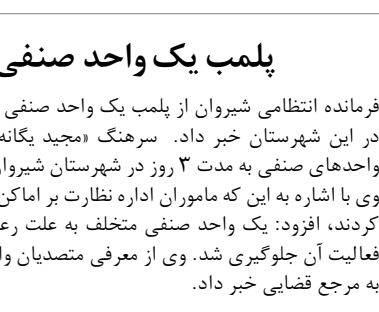 پلمب یک واحد صنفی
فرمانده انتظامی شیروان از پلمب یک واحد صنفی
در این شهرستان خبر داد. سرهنگ «مجید یگانه
واحدهای صنفی به مدت ۳ روز در شهرستان شیروان
وی با اشاره به این که ماموران اداره نظارت بر اماکن
کردند، افزود: یک واحد صنفی متخلف به علت
فعالیت آن جلوگیری شد. وی از معرفی متصدیان
به مرجع قضایی خبر داد.